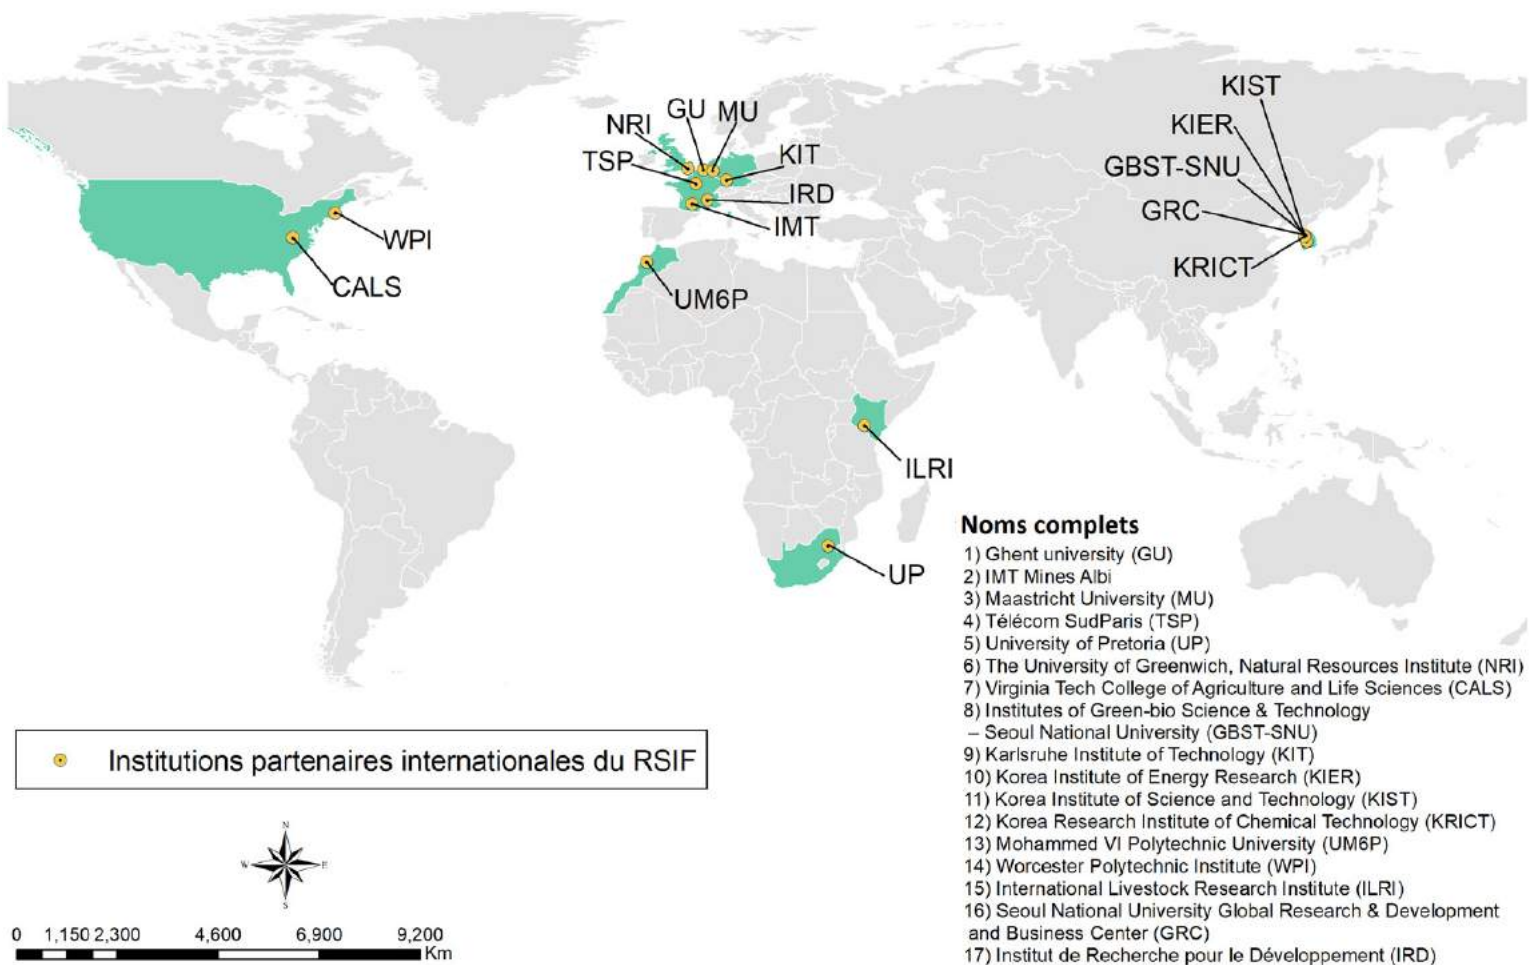 KIST
GU MU
KIER
NRI
TSP
KIT
GBST-SNU
IRD
GRC
IMT
WPI
KRICT
CALS
UM6P
ILRI
UP
Noms complets
1) Ghent university (GU)
2) IMT Mines Albi
3) Maastricht University (MU)
4) Télécom SudParis (TSP)
5) University of Pretoria (UP)
6) The University of Greenwich, Natural Resources Institute (NRI)
7) Virginia Tech College of Agriculture and Life Sciences (CALS)
8) Institutes of Green-bio Science & Technology
– Seoul National University (GBST-SNU)
9) Karlsruhe Institute of Technology (KIT)
10) Korea Institute of Energy Research (KIER)
11) Korea Institute of Science and Technology (KIST)
12) Korea Research Institute of Chemical Technology (KRICT)
13) Mohammed VI Polytechnic University (UM6P)
14) Worcester Polytechnic Institute (WPI)
15) International Livestock Research Institute (ILRI)
16) Seoul National University Global Research & Development
and Business Center (GRC)
17) Institut de Recherche pour le Développement (IRD)
Institutions partenaires internationales du RSIF
N
W E
S
0 1,150 2,300 4,600 6,900 9,200
Km